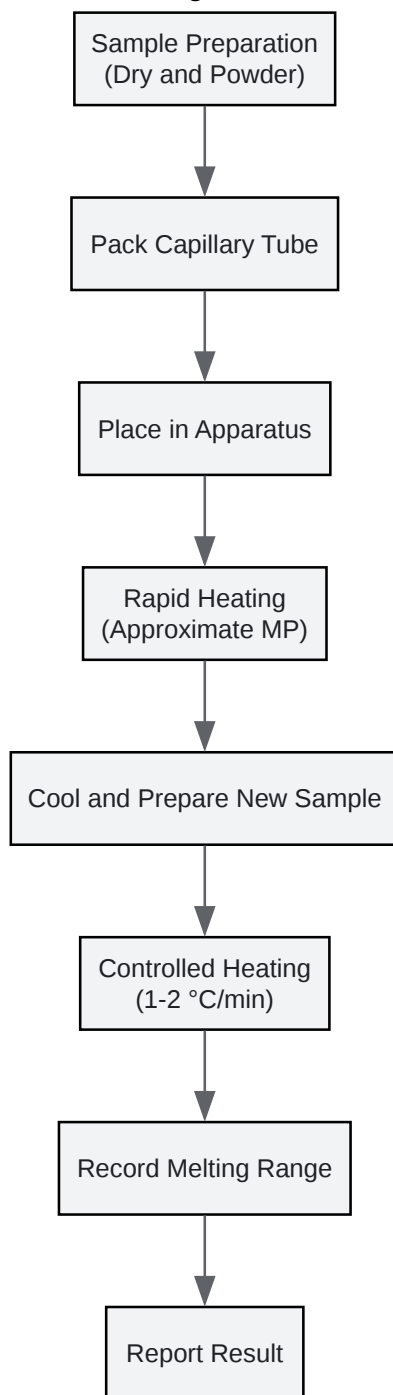 Sample Preparation
(Dry and Powder)
Pack Capillary Tube
Place in Apparatus
Rapid Heating
(Approximate MP)
Cool and Prepare New Sample
Controlled Heating
(1-2 °C/min)
Record Melting Range
Report Result